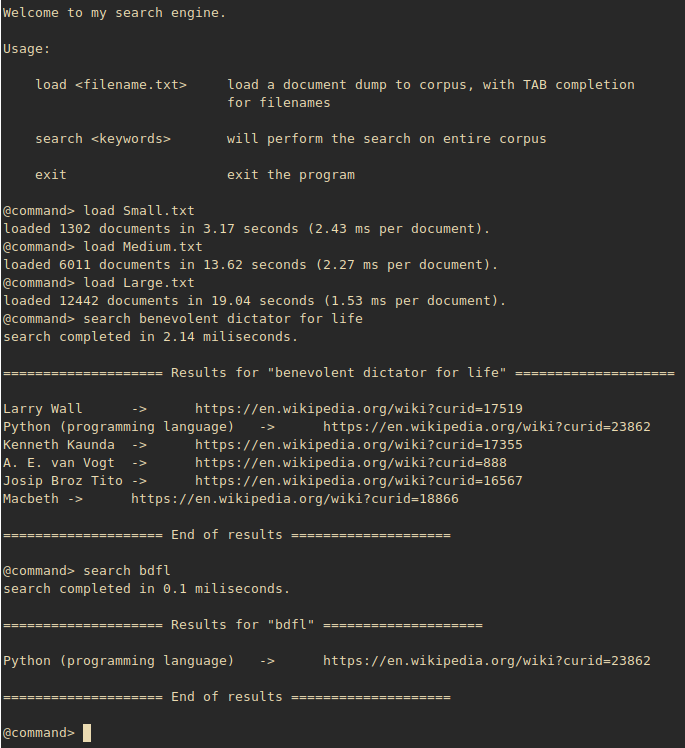 Welcome to my search engine.
Usage:
load <filename.txt>     load a document dump to corpus, with TAB completion
for filenames
search <keywords>       will perform the search on entire corpus
exit                    exit the program
@command> load Small.txt
loaded 1302 documents in 3.17 seconds (2.43 ms per document).
@command> load Medium.txt
loaded 6011 documents in 13.62 seconds (2.27 ms per document).
@command> load Large.txt
loaded 12442 documents in 19.04 seconds (1.53 ms per document).
@command> search benevolent dictator for life
search completed in 2.14 miliseconds.
==================== Results for "benevolent dictator for life" ====================
Larry Wall      ->      https://en.wikipedia.org/wiki?curid=17519
Python (programming language)   ->      https://en.wikipedia.org/wiki?curid=23862
Kenneth Kaunda  ->      https://en.wikipedia.org/wiki?curid=17355
A. E. van Vogt  ->      https://en.wikipedia.org/wiki?curid=888
Josip Broz Tito ->      https://en.wikipedia.org/wiki?curid=16567
Macbeth ->      https://en.wikipedia.org/wiki?curid=18866
==================== End of results ====================
@command> search bdfl
search completed in 0.1 miliseconds.
==================== Results for "bdfl" ====================
Python (programming language)   ->      https://en.wikipedia.org/wiki?curid=23862
==================== End of results ====================
@command>